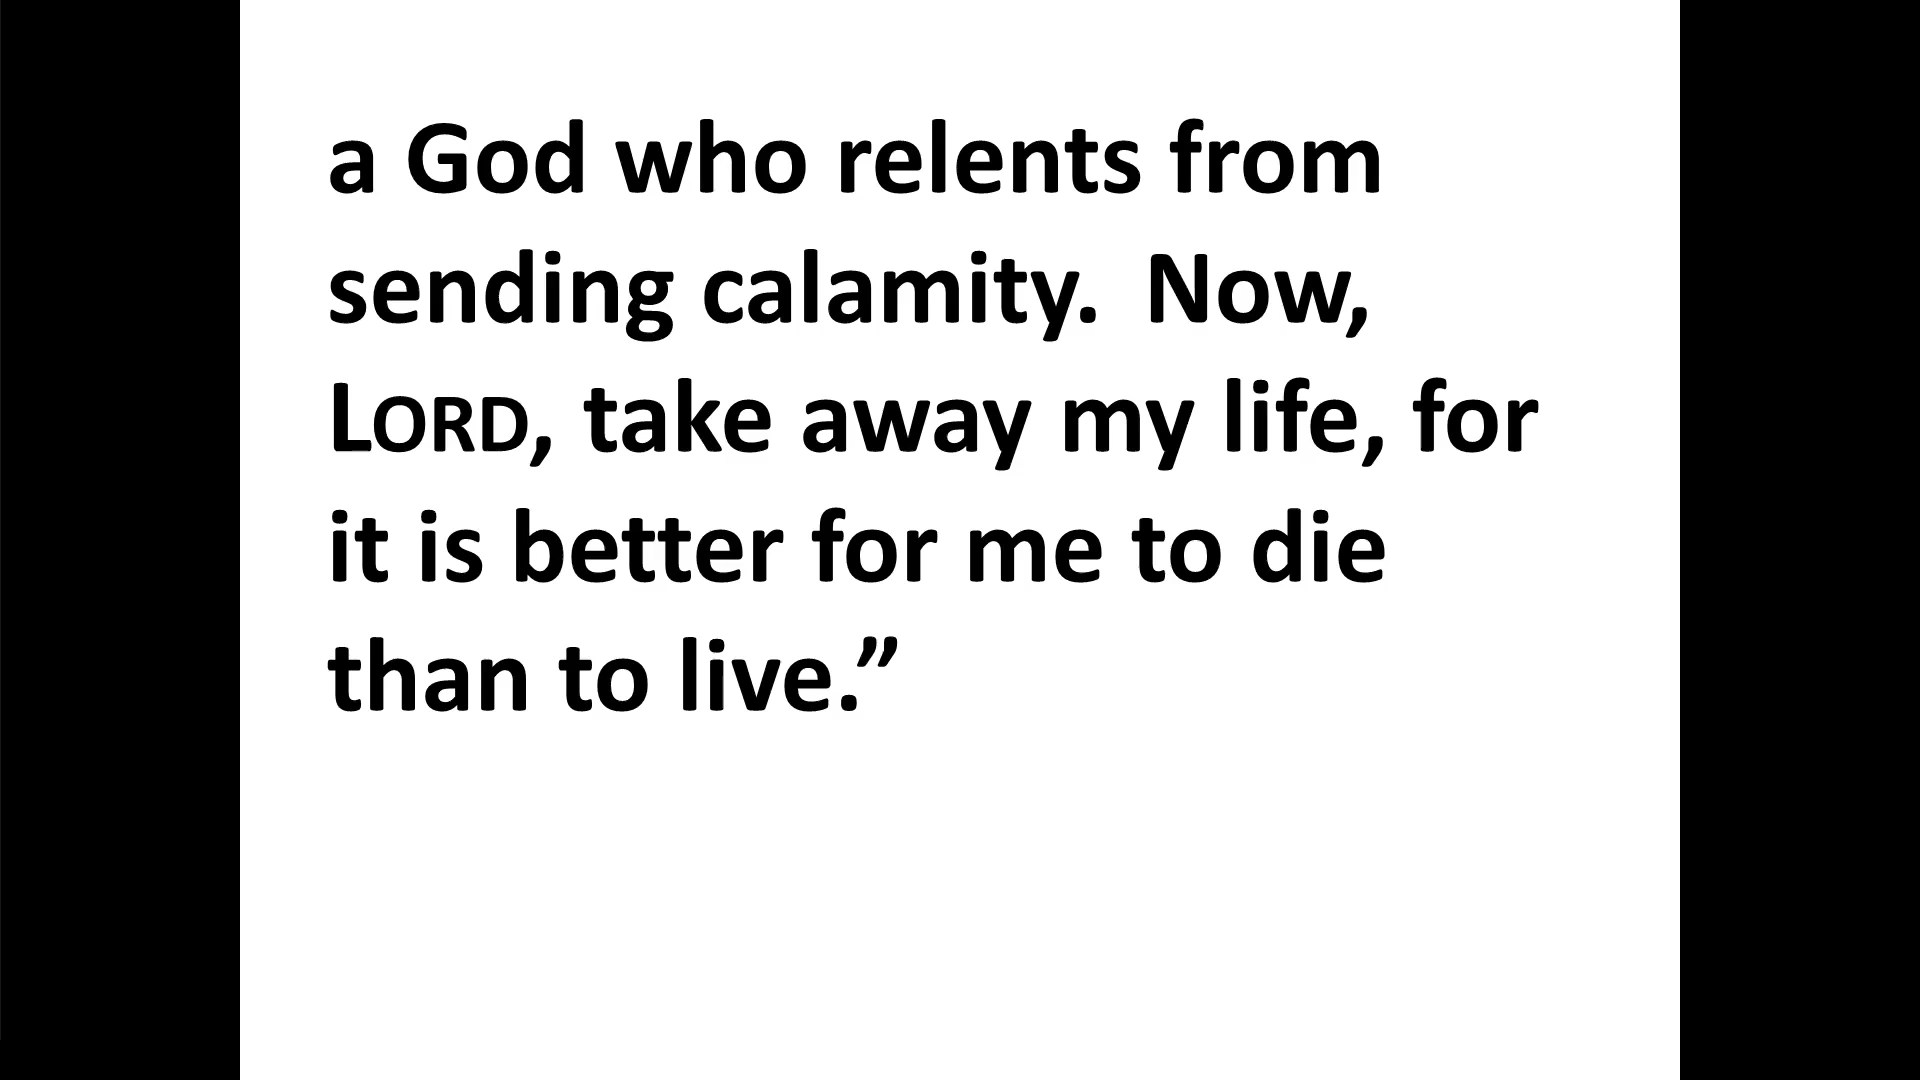 a God who relents from
sending calamity.  Now,
LORD, take away my life, for
it is better for me to die
than to live.”